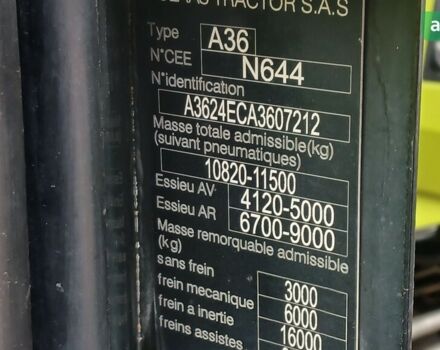 TRACTOR S.A.S
Type A36
N°CEE N644
N°identification
A3624ECA3607212
Masse totale admissible(kg)
(suivant pneumatiques)
10820-11500
Essieu AV 4120-5000
Essieu AR 6700-9000
Masse remorquable admissible
(kg)
sans frein 3000
frein mecanique 6000
frein a inertie 16000
freins assistes